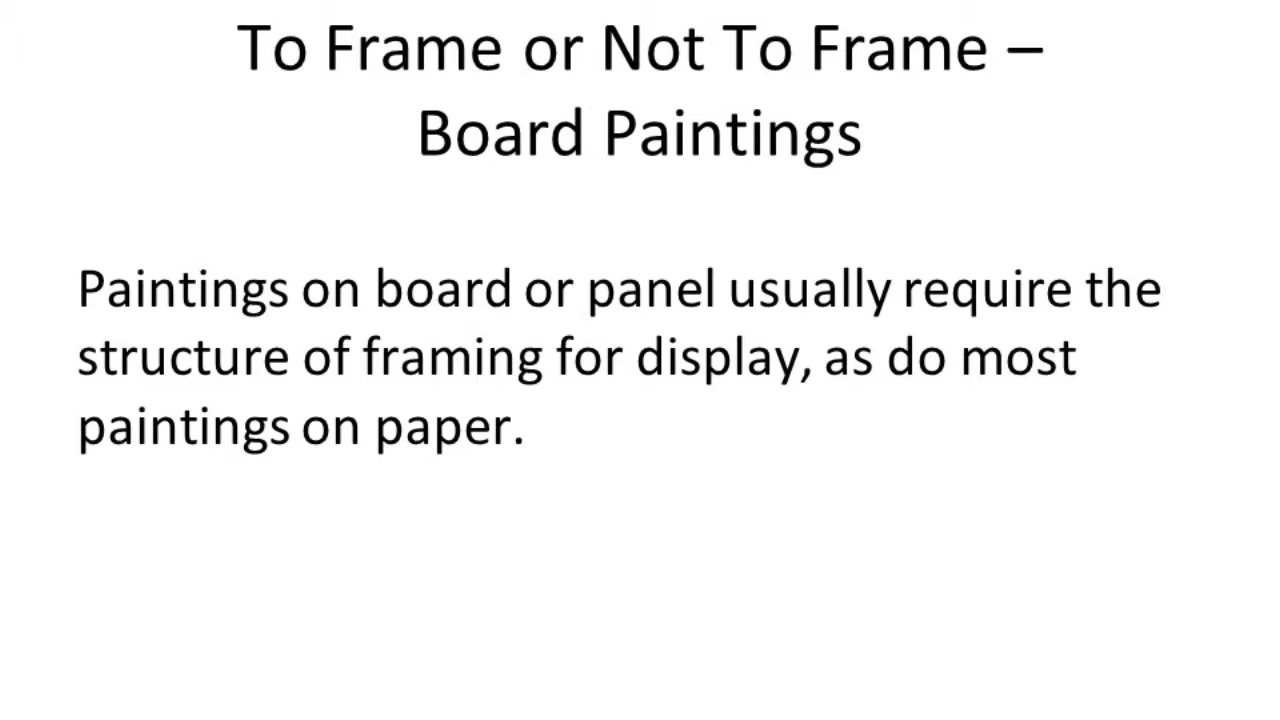 To Frame or Not To Frame –
Board Paintings
Paintings on board or panel usually require the
structure of framing for display, as do most
paintings on paper.